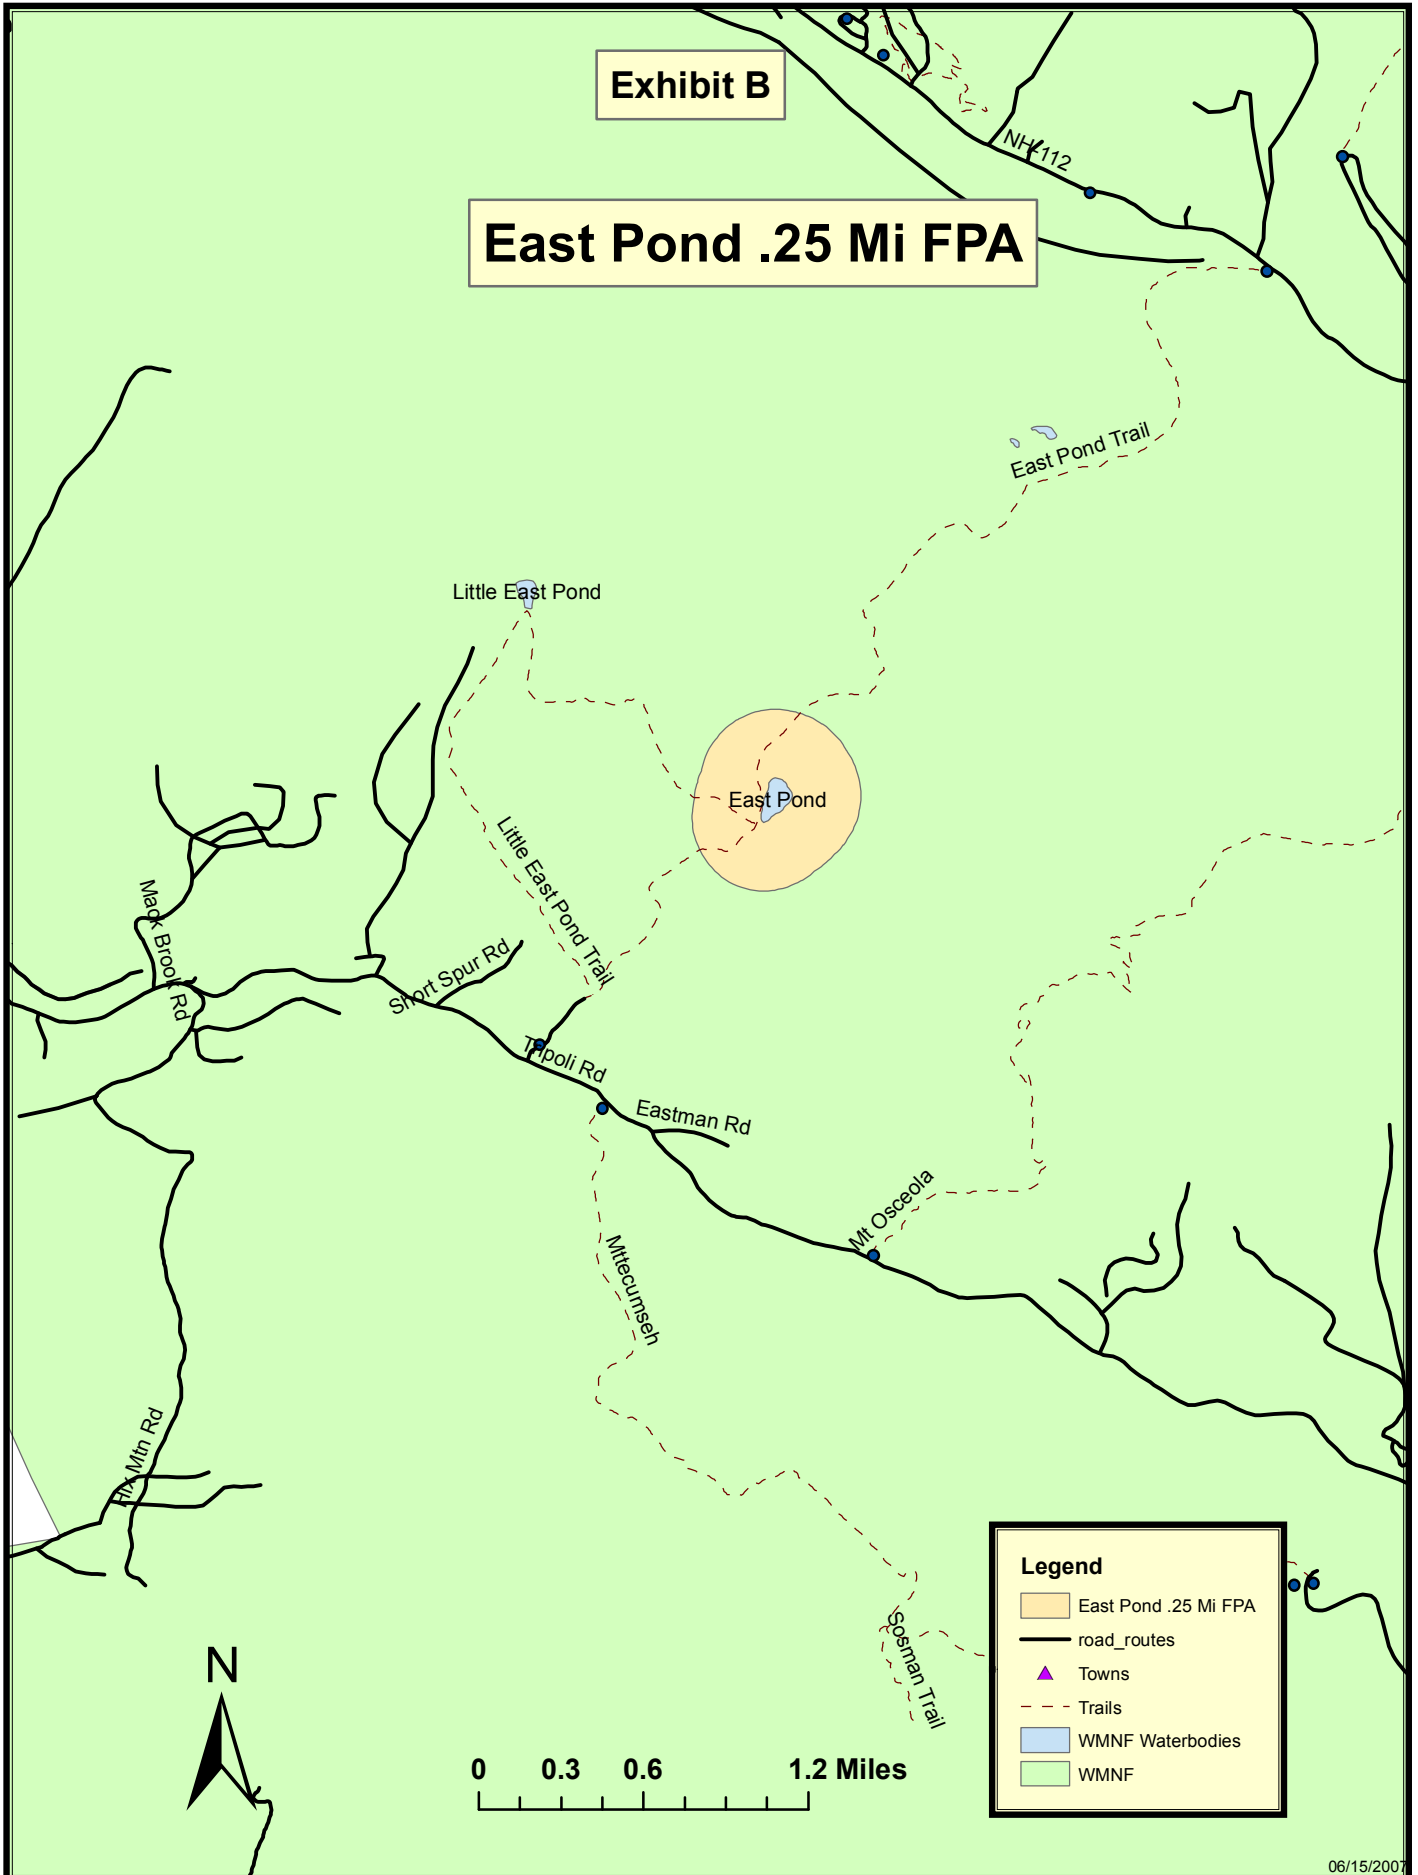 Exhibit B
NH-112
East Pond .25 Mi FPA
East Pond Trail
Little East Pond
East Pond
Little East Pond Trail
Mack Brook Rd
Short Spur Rd
Tripoli Rd
Eastman Rd
Mt Osceola
Mttecumseh
Hix Mtn Rd
Sosman Trail
Legend
East Pond .25 Mi FPA
road_routes
Towns
Trails
WMNF Waterbodies
WMNF
N
0 0.3 0.6 1.2 Miles
06/15/2007